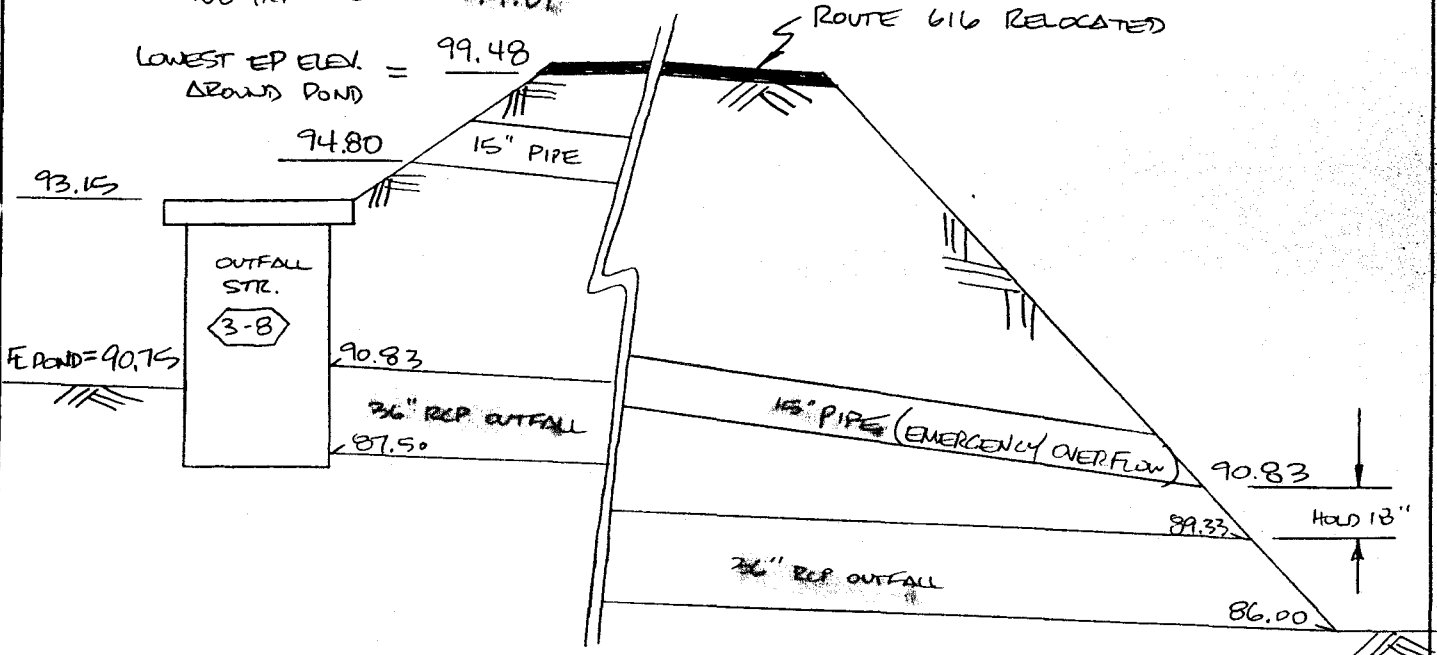 ROUTE 616 RELOCATED
LOWEST EP ELEV.
AROUND POND
= 99.48
94.80
15" PIPE
93.15
OUTFALL
STR.
3-8
POND=90.75
90.83
36" RCP OUTFALL
87.50
15" PIPE (EMERGENCY OVERFLOW)
90.83
HOLD 18"
89.33
36" RCP OUTFALL
86.00